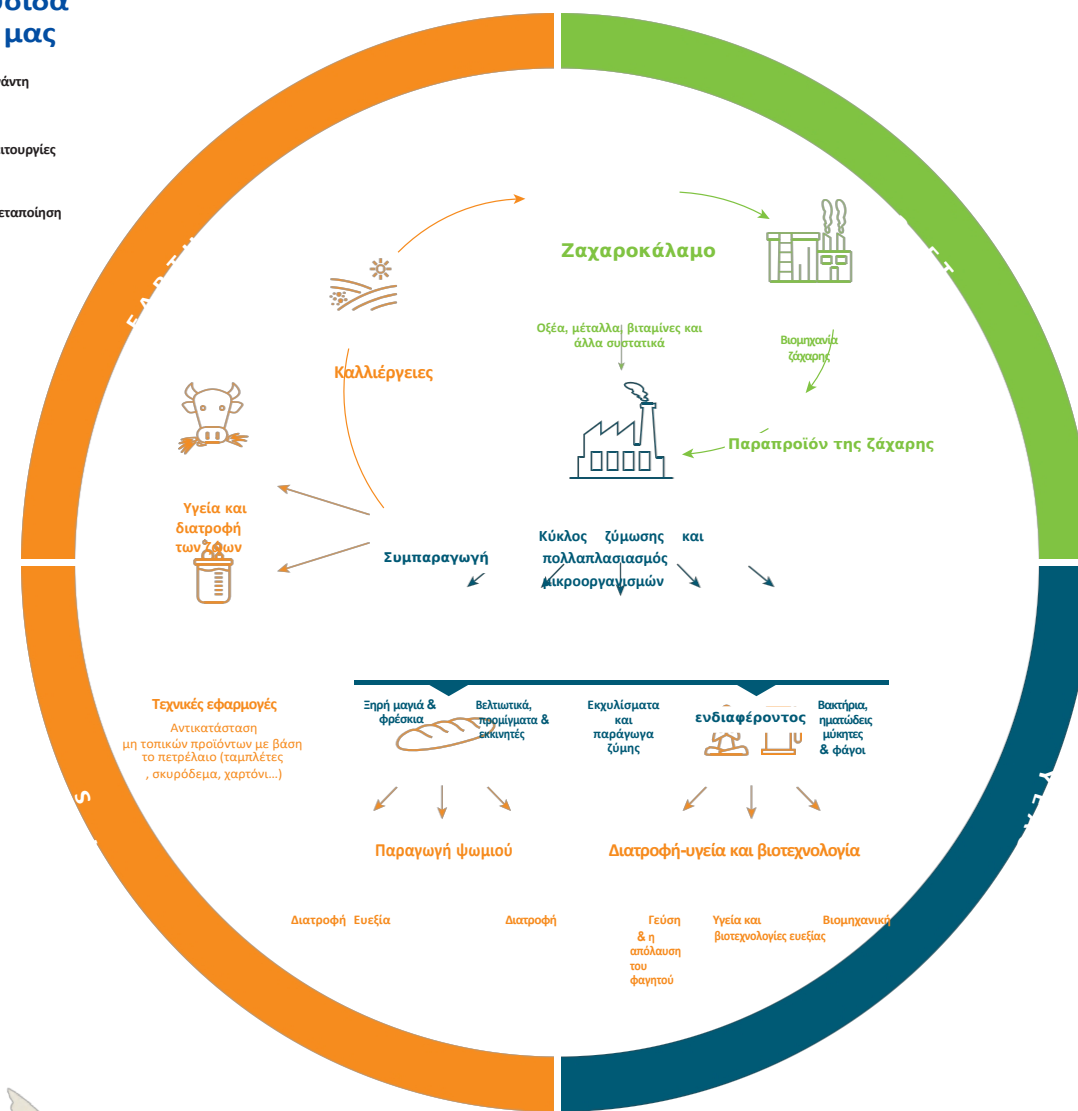 μας
Ζαχαροκάλαμο
Οξέα, μέταλλα, βιταμίνες και
άλλα συστατικά
Βιομηχανία
ζάχαρης
Καλλιέργειες
Παραπροϊόν της ζάχαρης
Υγεία και
διατροφή
των ζώων
Συμπαραγωγή
Κύκλος ζύμωσης και
πολλαπλασιασμός
μικροοργανισμών
Τεχνικές εφαρμογές
Αντικατάσταση
μη τοπικών προϊόντων με βάση
το πετρέλαιο (ταμπλέτες
, σκυρόδεμα, χαρτόνι...)
Ξηρή μαγιά &
φρέσκια
Βελτιωτικά,
προμίγματα &
εκκινητές
Εκχυλίσματα
και
παράγωγα
ζύμης
ενδιαφέροντος
Βακτήρια,
ηματώδεις
μύκητες
& φάγοι
Παραγωγή ψωμιού
Διατροφή-υγεία και βιοτεχνολογία
Διατροφή Ευεξία
Διατροφή
Γεύση
& η
απόλαυση
του
φαγητού
Υγεία και
βιοτεχνολογίες ευεξίας
Βιομηχανική